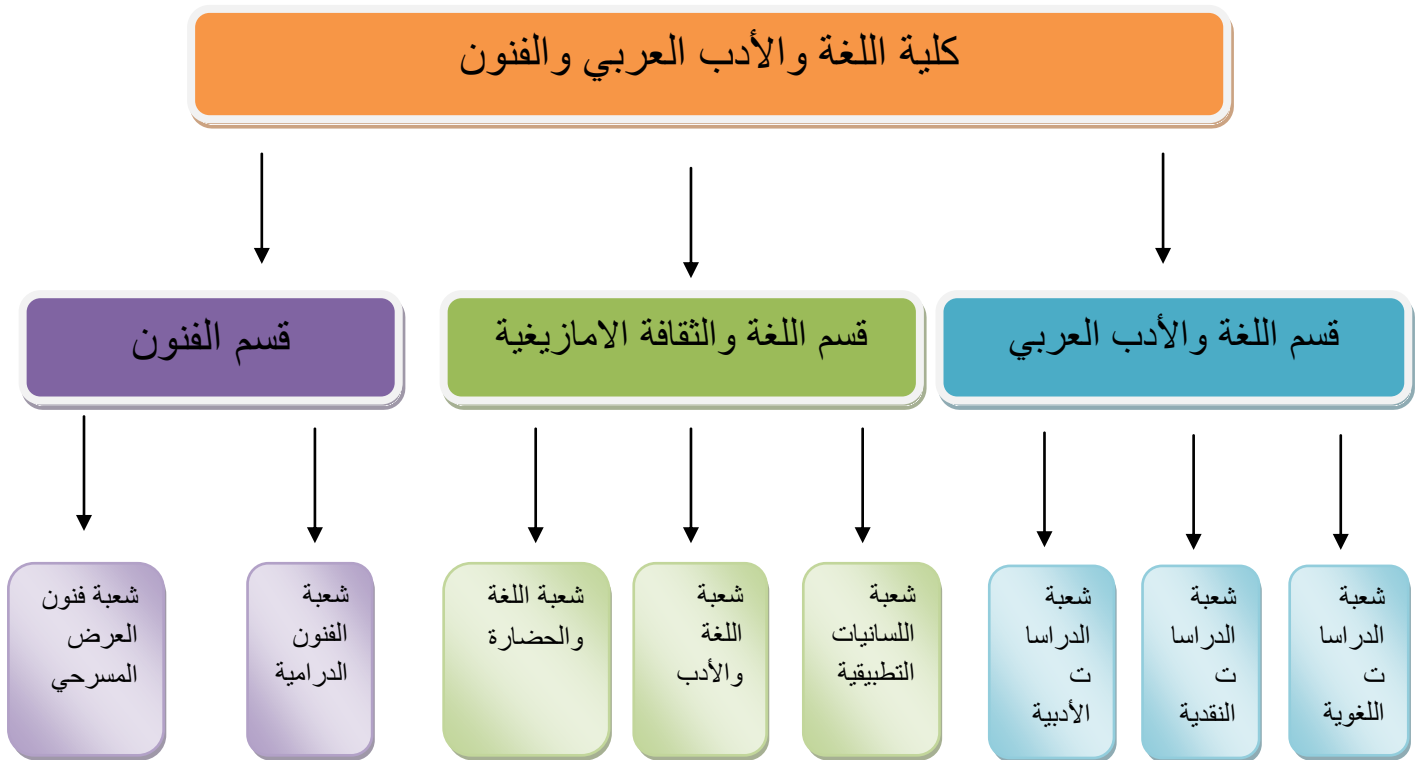 كلية اللغة والأدب العربي والفنون
قسم اللغة والأدب العربي
قسم اللغة والثقافة الامازيغية
قسم الفنون
شعبة
الدراسا
ت
اللغوية
شعبة
الدراسا
ت
النقدية
شعبة
الدراسا
ت
الأدبية
شعبة
اللسانيات
التطبيقية
شعبة
اللغة
والأدب
شعبة اللغة
والحضارة
شعبة
الفنون
الدرامية
شعبة فنون
العرض
المسرحي